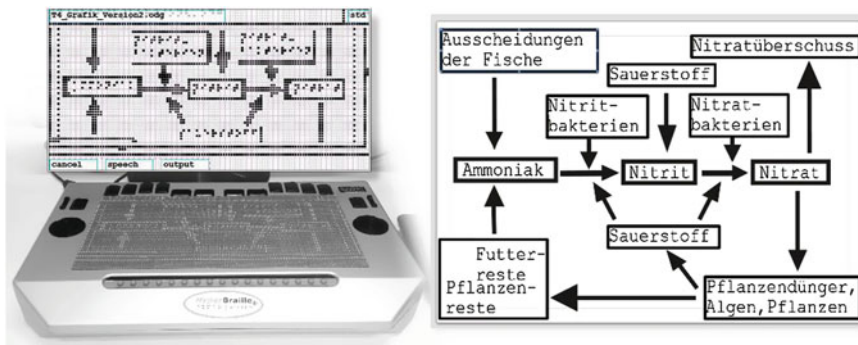 T4_Grafik_Version2.odg
std
cancel speech output
HyperBraille
Ausscheidungen
der Fische
Nitratüberschuss
Sauerstoff
Nitrit-
bakterien
Nitrat-
bakterien
Ammoniak
Nitrit
Nitrat
Sauerstoff
Futter-
reste
Pflanzen-
reste
Pflanzendünger,
Algen,Pflanzen